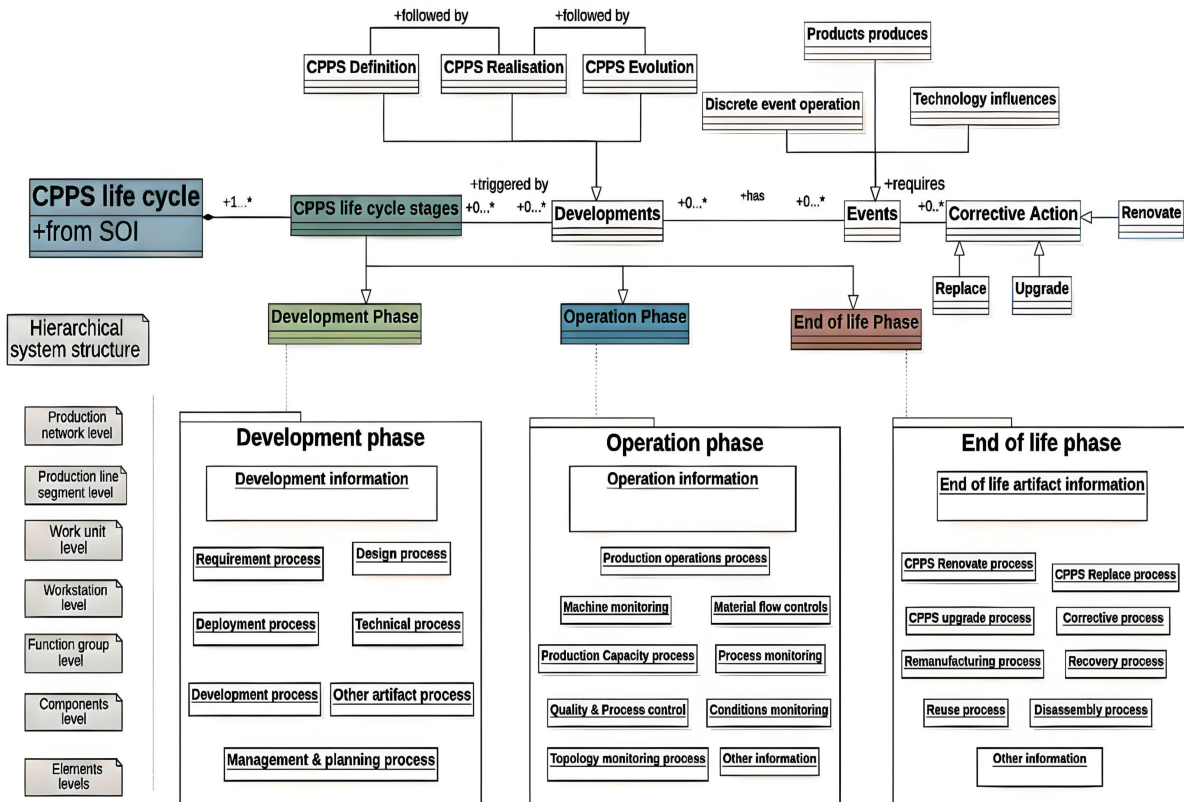 +followed by
+followed by
CPPS Definition
CPPS Realisation
CPPS Evolution
Products produces
Discrete event operation
Technology influences
CPPS life cycle
+from SOI
+1...*
CPPS life cycle stages
+triggered by
+0...*
+0...*
Developments
+0...*
+has
+0...*
Events
+requires
+0..*
Corrective Action
Renovate
Replace
Upgrade
Development Phase
Operation Phase
End of life Phase
Hierarchical
system structure
Production
network level
Production line
segment level
Work unit
level
Workstation
level
Function group
level
Components
level
Elements
levels
Development phase
Development information
Requirement process
Design process
Deployment process
Technical process
Development process
Other artifact process
Management & planning process
Operation phase
Operation information
Production operations process
Machine monitoring
Material flow controls
Production Capacity process
Process monitoring
Quality & Process control
Conditions monitoring
Topology monitoring process
Other information
End of life phase
End of life artifact information
CPPS Renovate process
CPPS Replace process
CPPS upgrade process
Corrective process
Remanufacturing process
Recovery process
Reuse process
Disassembly process
Other information